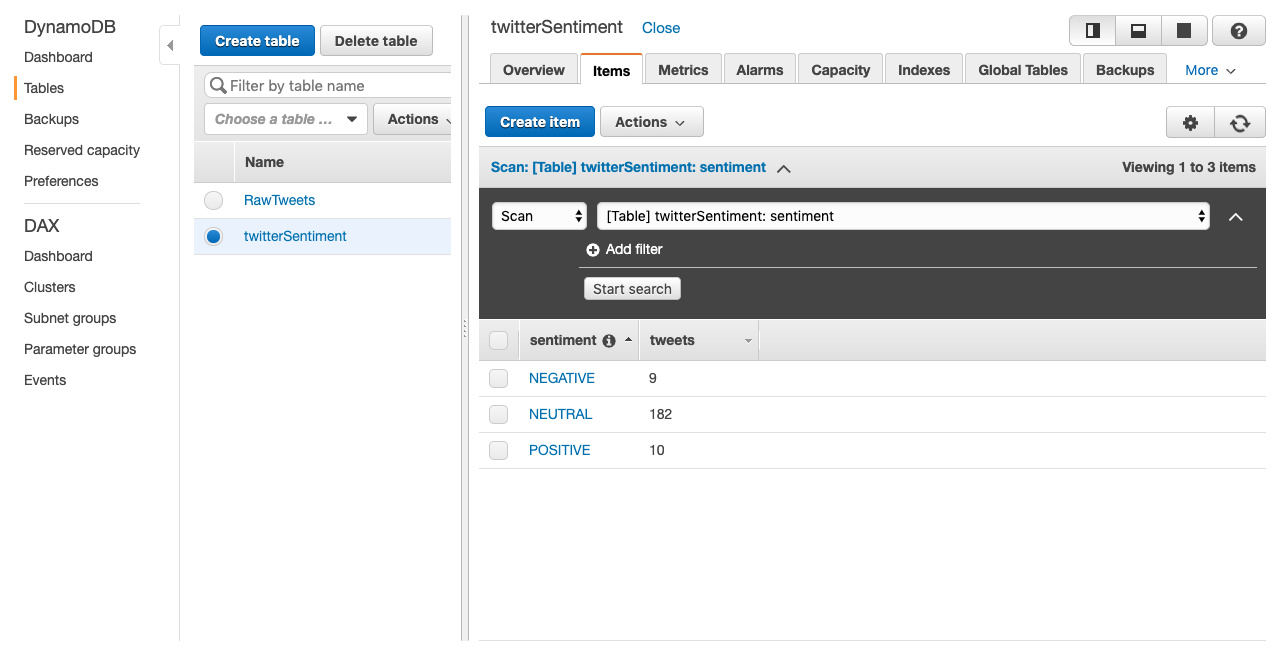 DynamoDB
Dashboard
Tables
Backups
Reserved capacity
Preferences
DAX
Dashboard
Clusters
Subnet groups
Parameter groups
Events
Create table
Delete table
Filter by table name
Choose a table ...
Actions
Name
RawTweets
twitterSentiment
twitterSentiment Close
Overview Items Metrics Alarms Capacity Indexes Global Tables Backups More
Create item Actions
Scan: [Table] twitterSentiment: sentiment Viewing 1 to 3 items
Scan [Table] twitterSentiment: sentiment
Add filter
Start search
sentiment tweets
NEGATIVE 9
NEUTRAL 182
POSITIVE 10